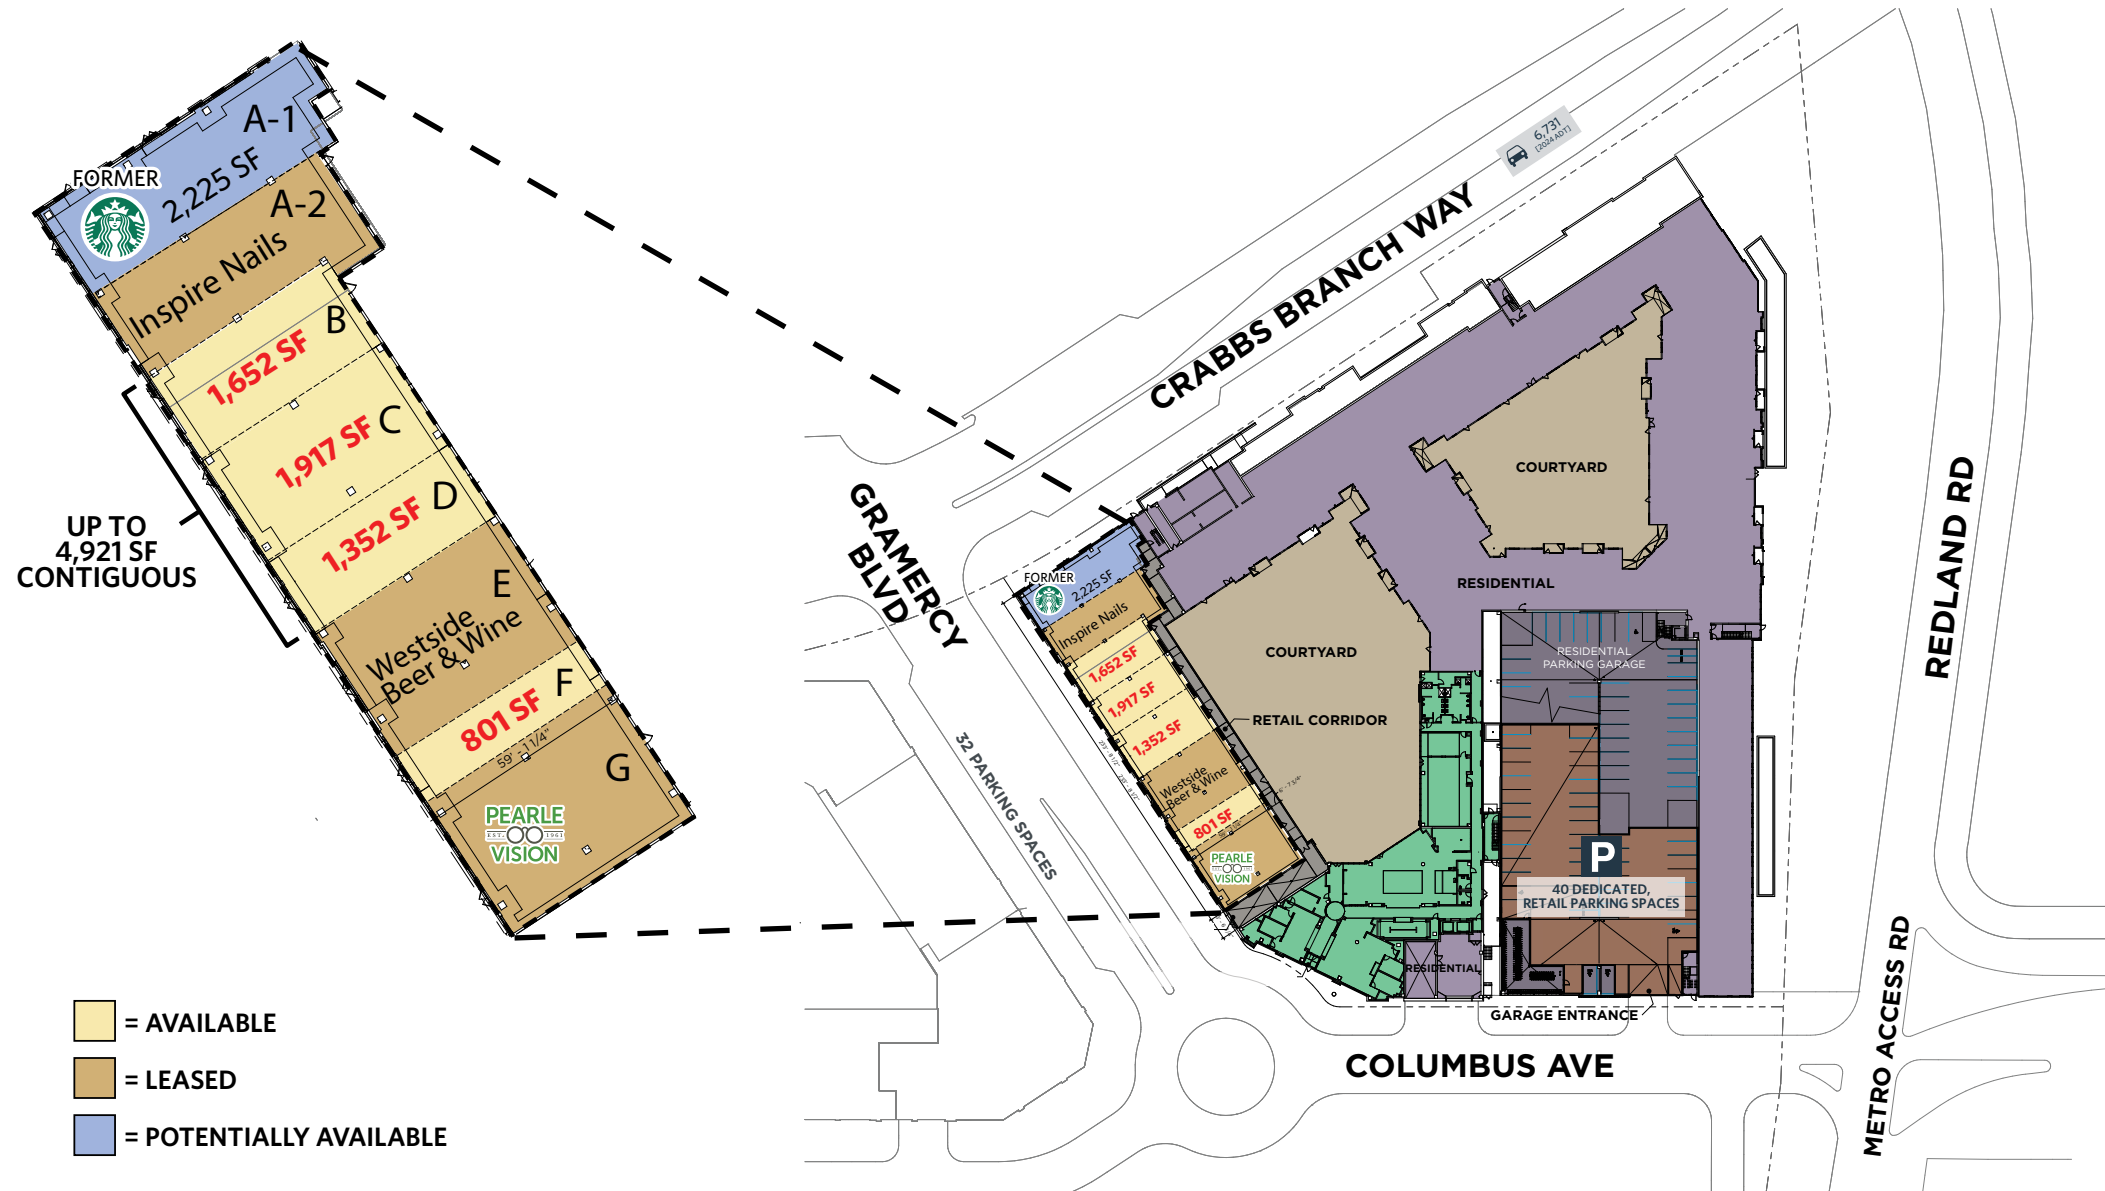 A-1
FORMER
2,225 SF
A-2
Inspire Nails
B
1,652 SF
C
1,917 SF
D
1,352 SF
UP TO
4,921 SF
CONTIGUOUS
E
Westside
Beer & Wine
F
801 SF
59' - 11/4"
G
PEARLE
EST. 1961
VISION
= AVAILABLE
= LEASED
= POTENTIALLY AVAILABLE
6,731
[2024 ADT]
CRABBS BRANCH WAY
GRAMERCY
BLVD
32 PARKING SPACES
FORMER
2,225 SF
Inspire Nails
1,652 SF
1,917 SF
1,352 SF
Westside
Beer & Wine
801 SF
PEARLE
VISION
COURTYARD
COURTYARD
RETAIL CORRIDOR
RESIDENTIAL
RESIDENTIAL
PARKING GARAGE
P
40 DEDICATED,
RETAIL PARKING SPACES
RESIDENTIAL
GARAGE ENTRANCE
COLUMBUS AVE
REDLAND RD
METRO ACCESS RD